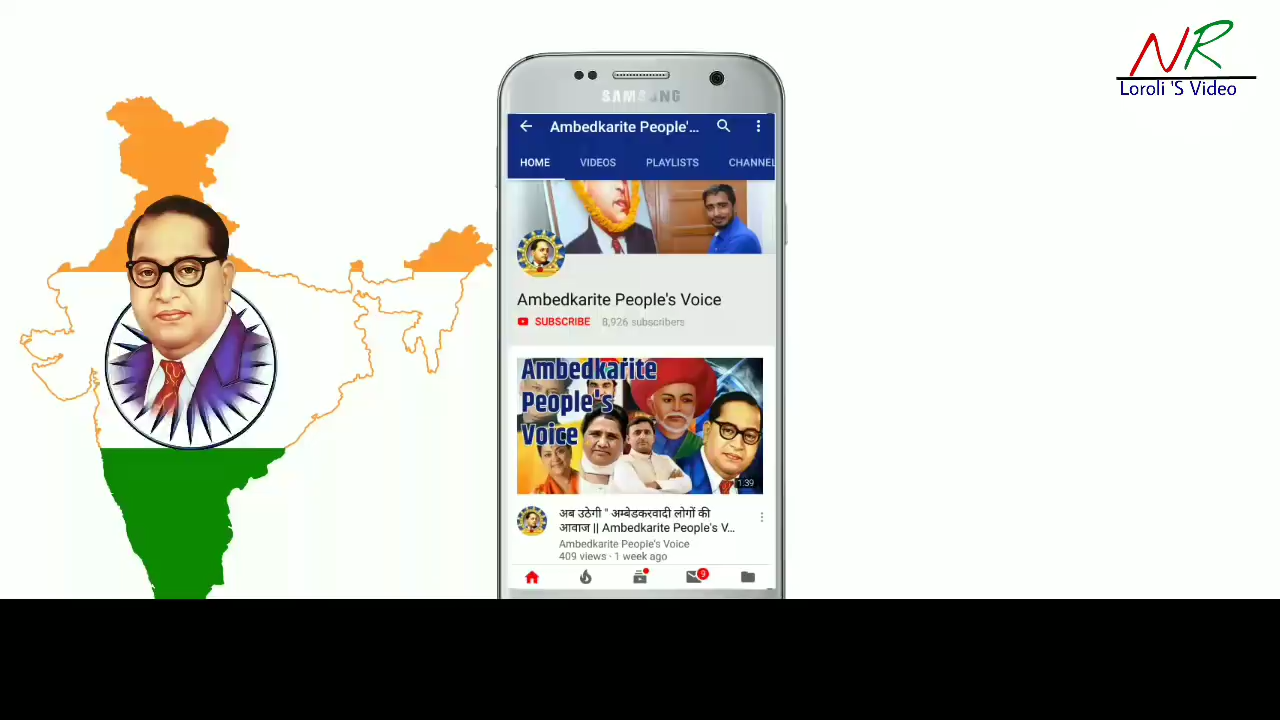 NR
Loroli 'S Video
SAMSUNG
Ambedkarite People'...
HOME VIDEOS PLAYLISTS CHANNEL
Ambedkarite People's Voice
SUBSCRIBE 8,926 subscribers
Ambedkarite
People's
Voice
1:39
अब उठेगी " अम्बेडकरवादी लोगों की
आवाज || Ambedkarite People's V...
Ambedkarite People's Voice
409 views · 1 week ago
9